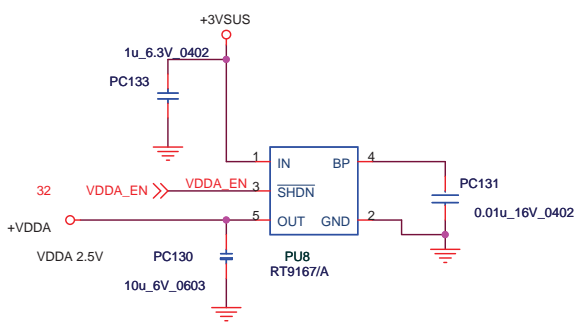 +3VSUS
1u_6.3V_0402
PC133
1 IN BP 4
PC131
32 VDDA_EN VDDA_EN 3 SHDN
0.01u_16V_0402
+VDDA 5 OUT GND 2
VDDA 2.5V PC130 PU8
RT9167/A
10u_6V_0603